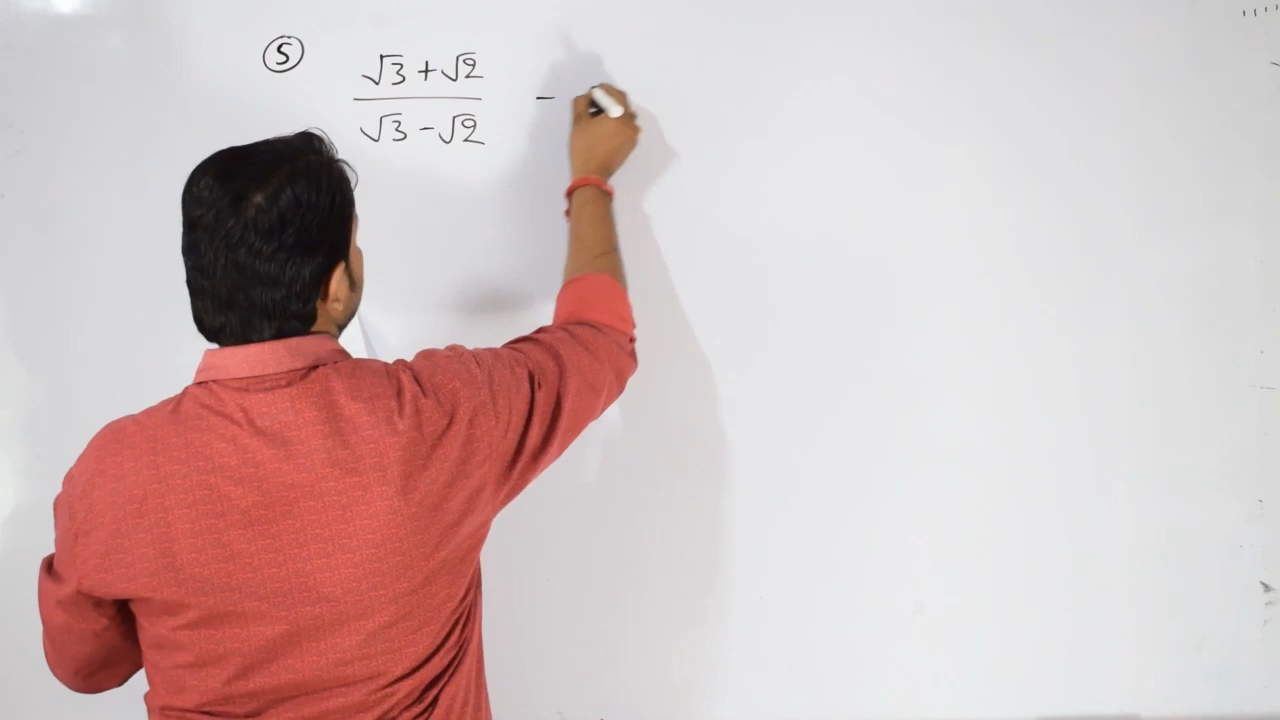 ⑤ √3 + √2
√3 - √2 -